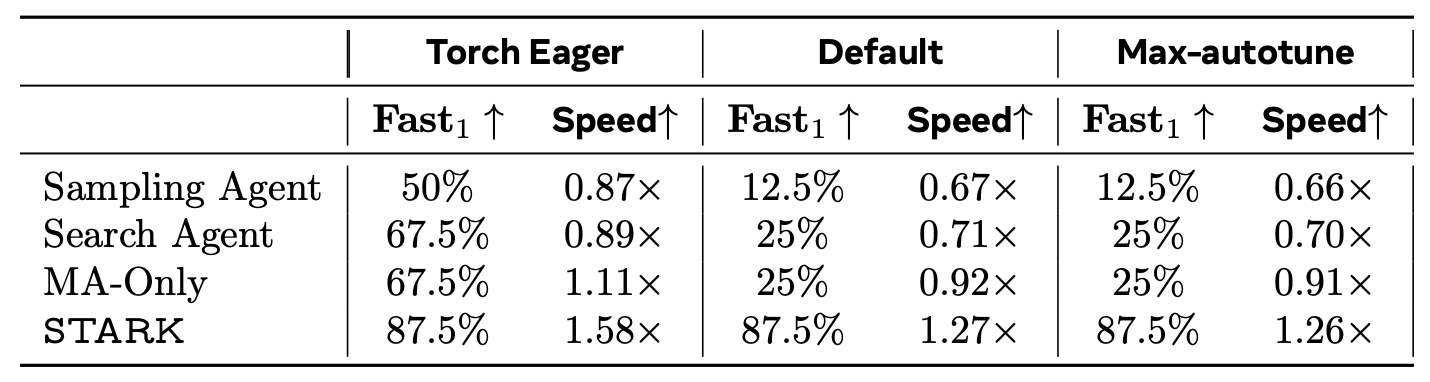 Torch Eager Default Max-autotune
Fast₁ ↑ Speed↑ Fast₁ ↑ Speed↑ Fast₁ ↑ Speed↑
Sampling Agent 50% 0.87× 12.5% 0.67× 12.5% 0.66×
Search Agent 67.5% 0.89× 25% 0.71× 25% 0.70×
MA-Only 67.5% 1.11× 25% 0.92× 25% 0.91×
STARK 87.5% 1.58× 87.5% 1.27× 87.5% 1.26×